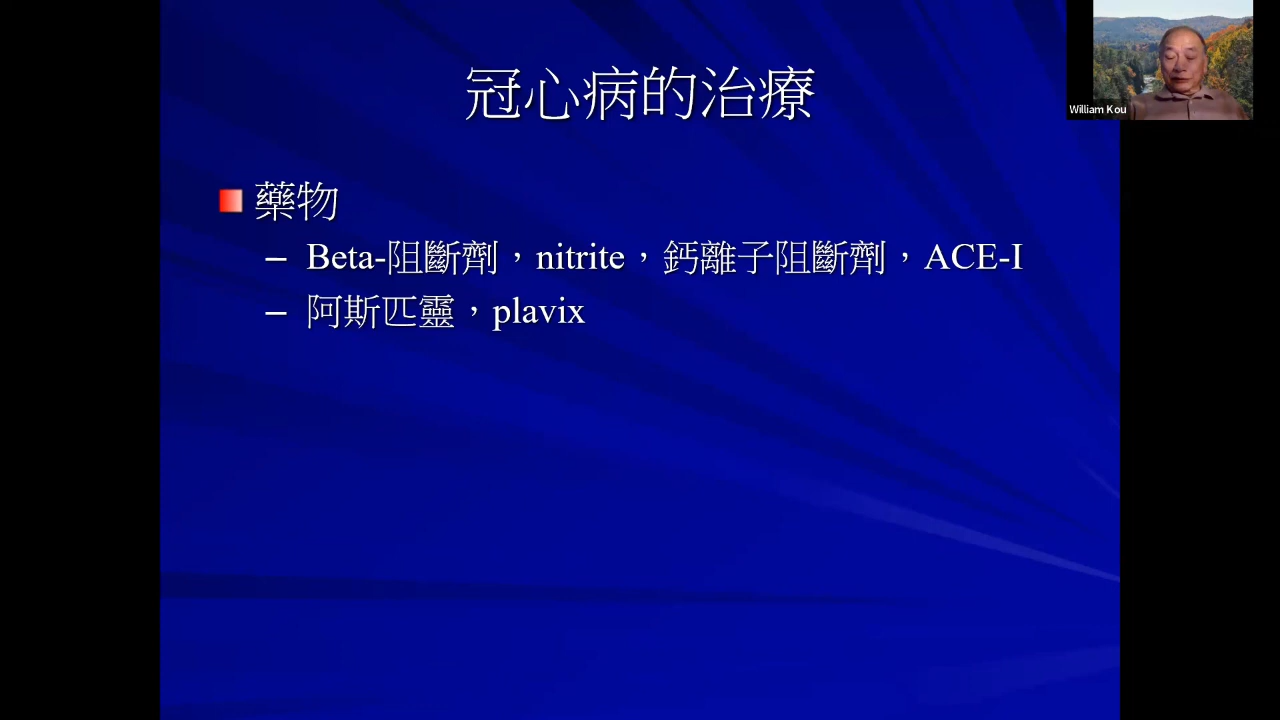 冠心病的治療
William Kou
藥物
– Beta-阻斷劑，nitrite，鈣離子阻斷劑，ACE-I
– 阿斯匹靈，plavix